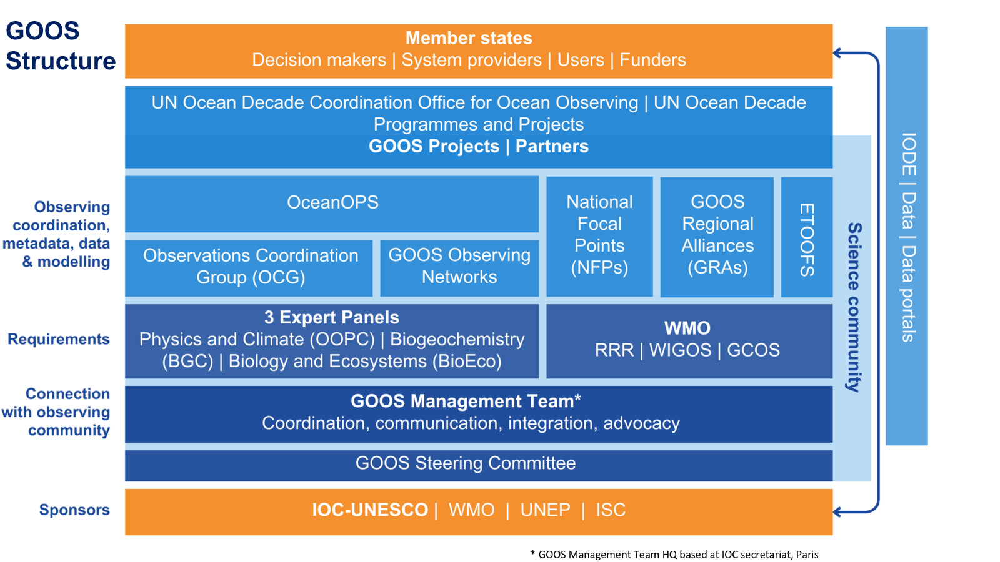 GOOS
Structure
Member states
Decision makers | System providers | Users | Funders
UN Ocean Decade Coordination Office for Ocean Observing | UN Ocean Decade
Programmes and Projects
GOOS Projects | Partners
Observing
coordination,
metadata, data
& modelling
OceanOPS
Observations Coordination
Group (OCG)
GOOS Observing
Networks
National
Focal
Points
(NFPs)
GOOS
Regional
Alliances
(GRAs)
ETOOFS
Requirements
3 Expert Panels
Physics and Climate (OOPC) | Biogeochemistry
(BGC) | Biology and Ecosystems (BioEco)
WMO
RRR | WIGOS | GCOS
Connection
with observing
community
GOOS Management Team*
Coordination, communication, integration, advocacy
GOOS Steering Committee
Sponsors
IOC-UNESCO | WMO | UNEP | ISC
Science community
IODE | Data | Data portals
* GOOS Management Team HQ based at IOC secretariat, Paris